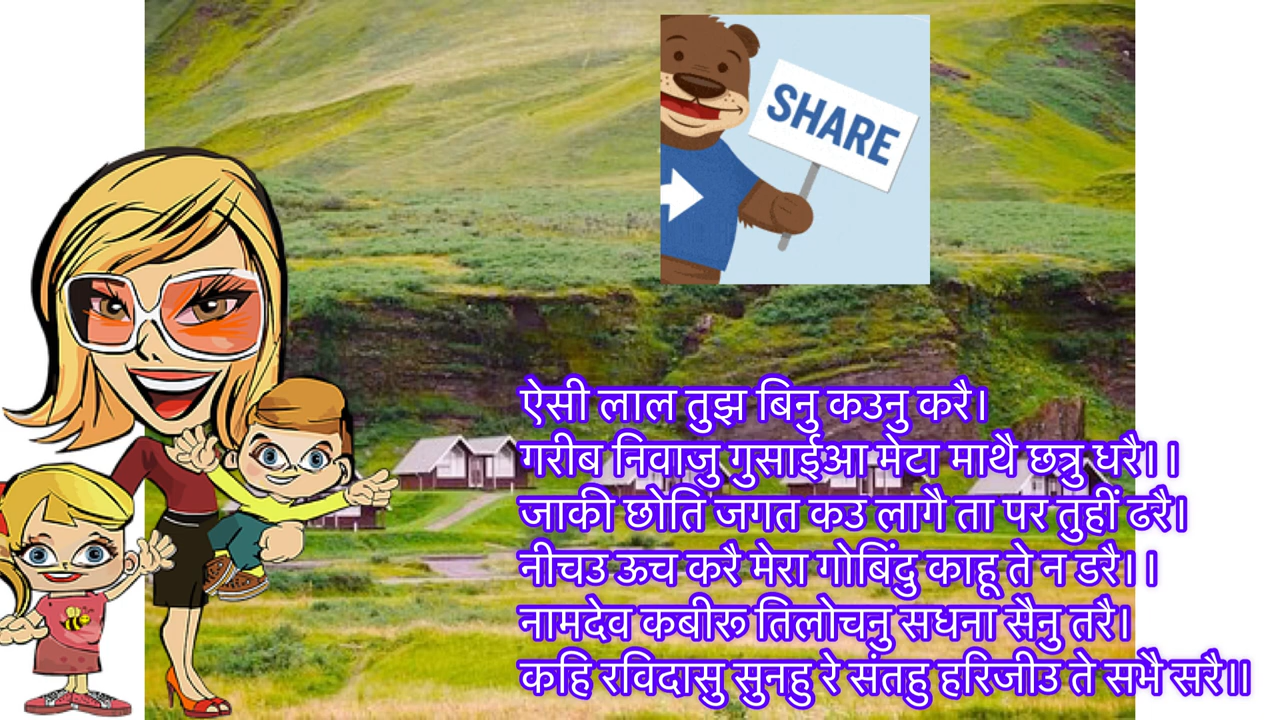 SHARE
ऐसी लाल तुझ बिनु कउनु करै।
गरीब निवाजु गुसाईआ मेटा माथै छत्रु धरै।।
जाकी छोति जगत कउ लागै ता पर तुहीं ढरै।
नीचउ ऊच करै मेरा गोबिंदु काहू ते न डरै।।
नामदेव कबीरू तिलोचनु सधना सैनु तरै।
कहि रविदासु सुनहु रे संतहु हरिजीउ ते सभै सरै॥